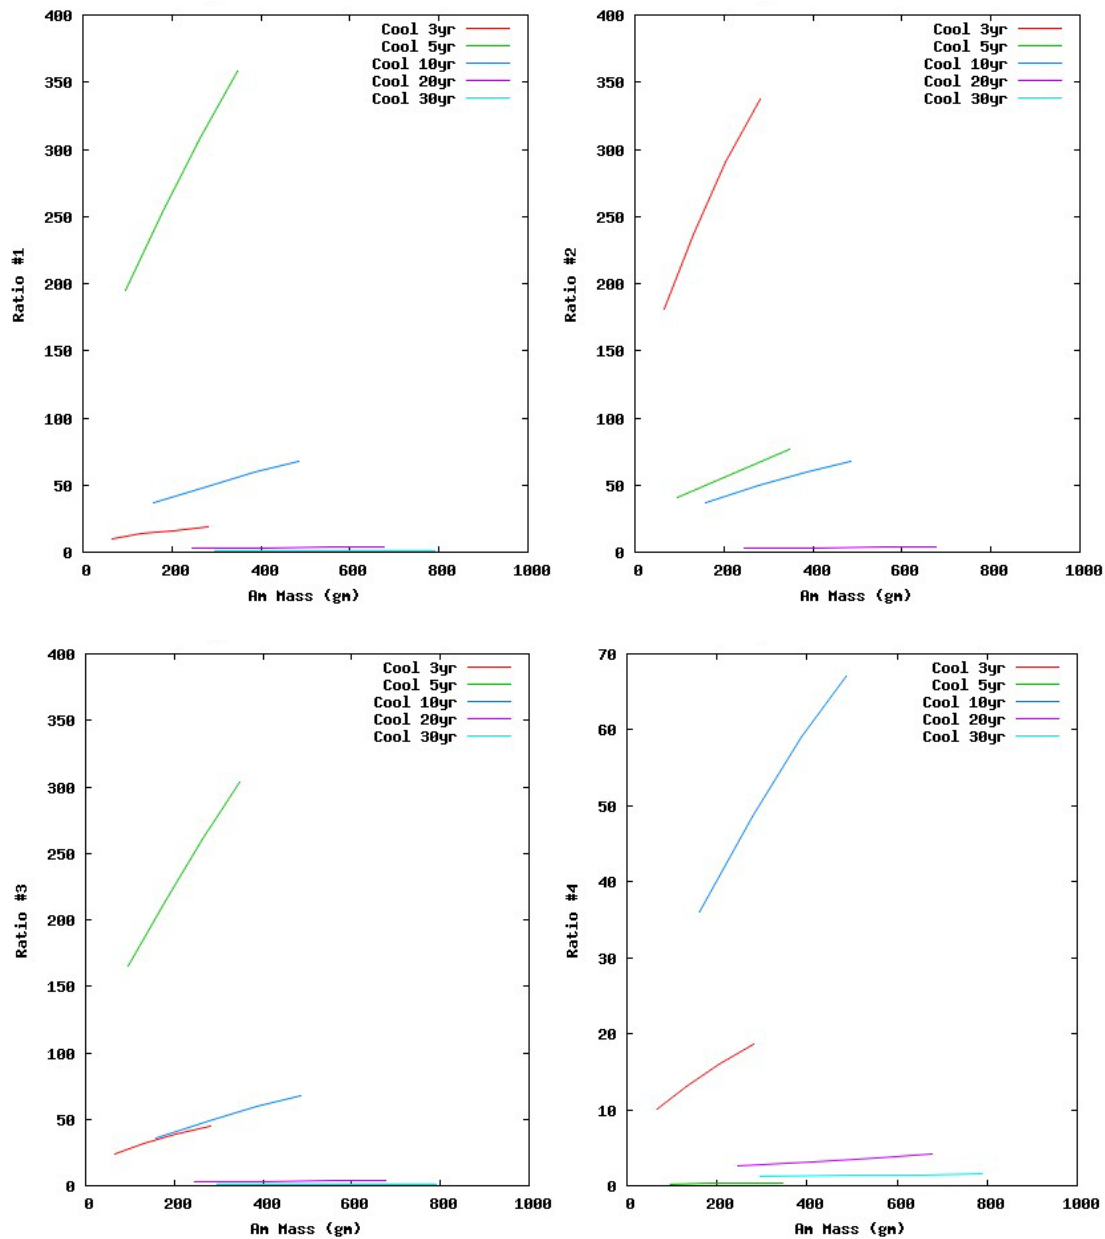 400
350
300
250
200
150
100
50
0
Ratio #1
Cool 3yr
Cool 5yr
Cool 10yr
Cool 20yr
Cool 30yr
0 200 400 600 800 1000
Am Mass (gm)
400
350
300
250
200
150
100
50
0
Ratio #2
Cool 3yr
Cool 5yr
Cool 10yr
Cool 20yr
Cool 30yr
0 200 400 600 800 1000
Am Mass (gm)
400
350
300
250
200
150
100
50
0
Ratio #3
Cool 3yr
Cool 5yr
Cool 10yr
Cool 20yr
Cool 30yr
0 200 400 600 800 1000
Am Mass (gm)
70
60
50
40
30
20
10
0
Ratio #4
Cool 3yr
Cool 5yr
Cool 10yr
Cool 20yr
Cool 30yr
0 200 400 600 800 1000
Am Mass (gm)